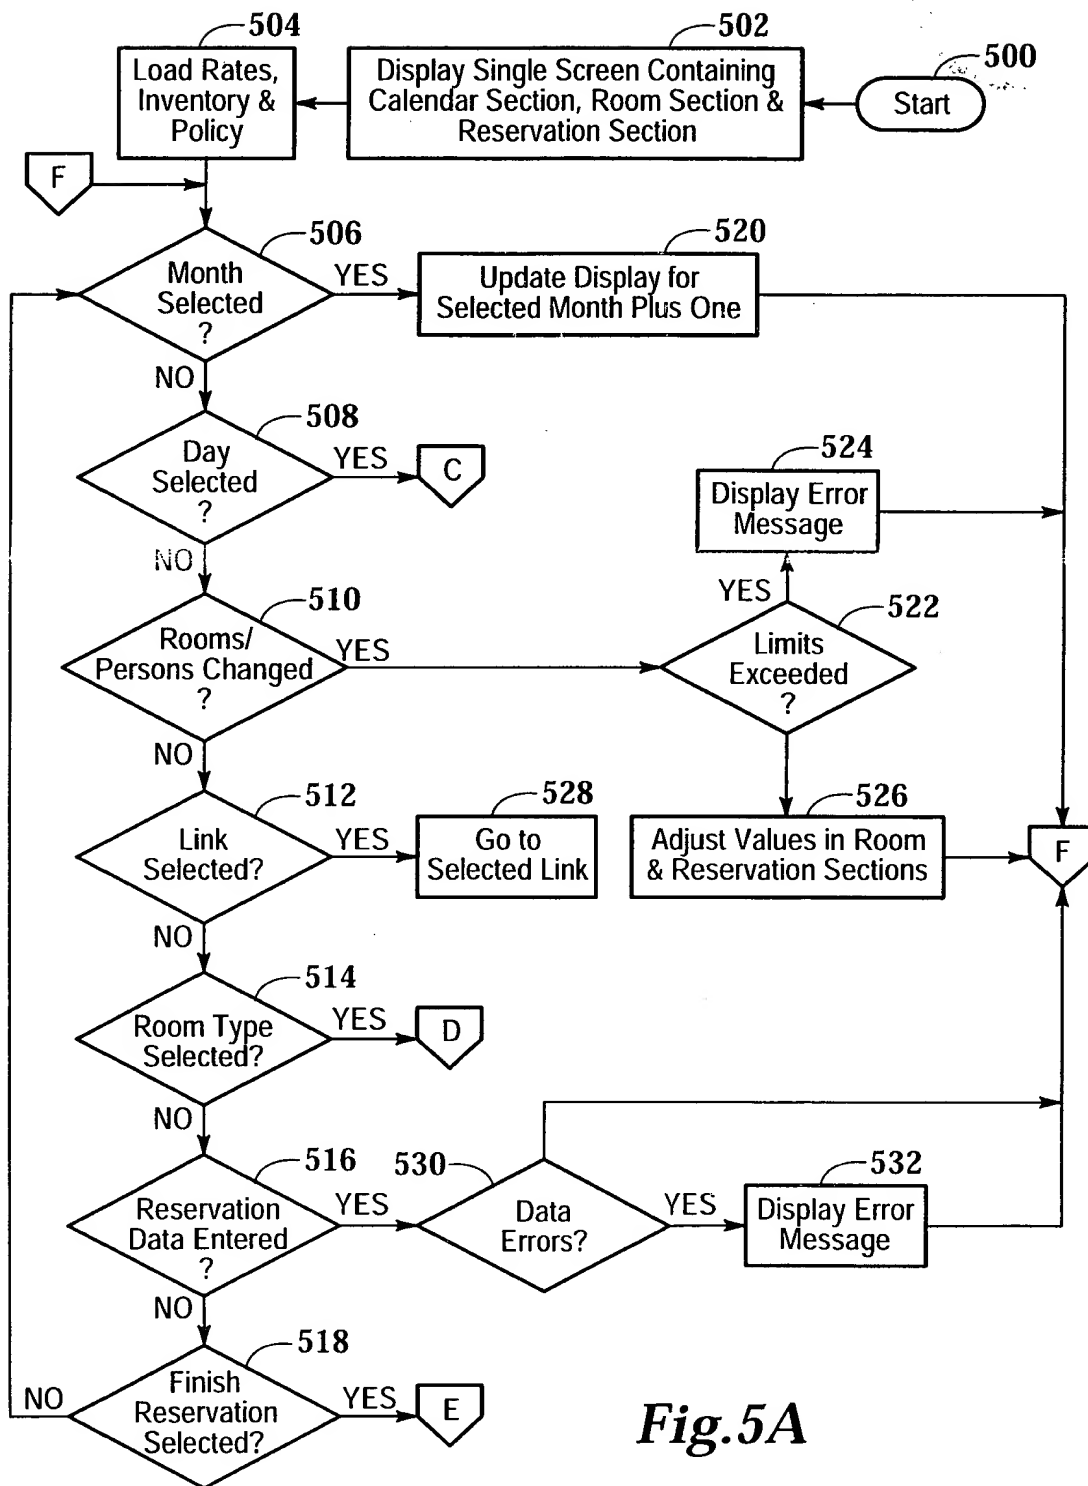 504
502
500
Load Rates,
Inventory &
Policy
Display Single Screen Containing
Calendar Section, Room Section &
Reservation Section
Start
F
506
520
Month
Selected
?
YES
Update Display for
Selected Month Plus One
NO
508
Day
Selected
?
YES
C
524
Display Error
Message
NO
YES
510
522
Rooms/
Persons Changed
?
YES
Limits
Exceeded
?
NO
512
528
526
Link
Selected?
YES
Go to
Selected Link
Adjust Values in Room
& Reservation Sections
F
NO
514
Room Type
Selected?
YES
D
NO
516
530
532
Reservation
Data Entered
?
YES
Data
Errors?
YES
Display Error
Message
NO
518
NO
Finish
Reservation
Selected?
YES
E
Fig.5A